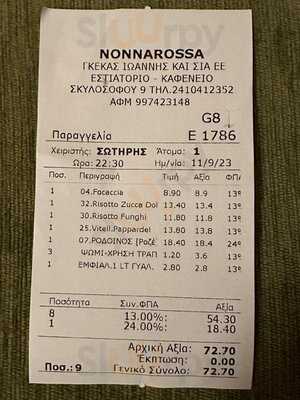 NONNAROSSA
ΓΚΕΚΑΣ ΙΩΑΝΝΗΣ ΚΑΙ ΣΙΑ ΕΕ
ΕΣΤΙΑΤΟΡΙΟ - ΚΑΦΕΝΕΙΟ
ΣΚΥΛΟΣΟΦΟΥ 9 ΤΗΛ.2410412352
ΑΦΜ 997423148
G8
Παραγγελία Ε 1786
Χειριστής: ΣΩΤΗΡΗΣ Άτομα: 1
Ώρα: 22:30 Ημ/νία: 11/9/23
Ποσ. Περιγραφή Τιμή Αξία ΦΠΑ
1 04.Focaccia 8.90 8.9 13%
1 32.Risotto Zucca Dol 13.40 13.4 13%
1 30.Risotto Funghi 11.80 11.8 13%
1 25.Vitell.Pappardel 13.80 13.8 13%
1 07.ΡΟΔΙΝΟΣ [Ροζέ 18.40 18.4 24%
3 ΨΩΜΙ-ΧΡΗΣΗ ΤΡΑΠ 1.20 3.6 13%
1 ΕΜΦΙΑΛ.1 LT ΓΥΑΛ. 2.80 2.8 13%
Ποσότητα Συν.ΦΠΑ Αξία
8 13.00%: 54.30
1 24.00%: 18.40
Αρχική Αξία: 72.70
Έκπτωση: 0.00
Ποσ.: 9 Γενικό Σύνολο: 72.70